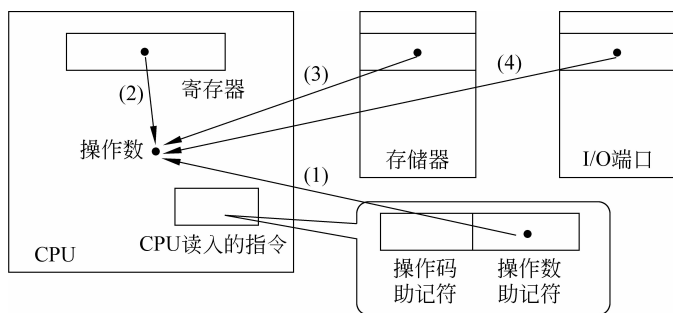 (2)
寄存器
(3)
(4)
操作数
存储器
I/O端口
(1)
CPU读入的指令
CPU
操作码
助记符
操作数
助记符